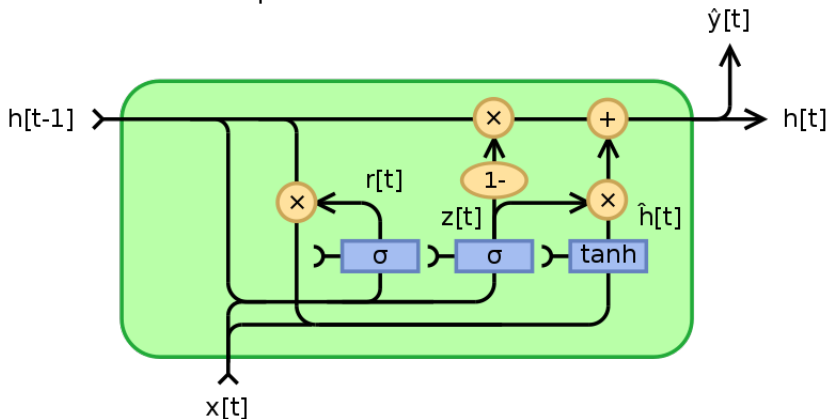 ŷ[t]
h[t-1]
×
+
h[t]
r[t]
1-
×
×
z[t]
ĥ[t]
σ
σ
tanh
x[t]